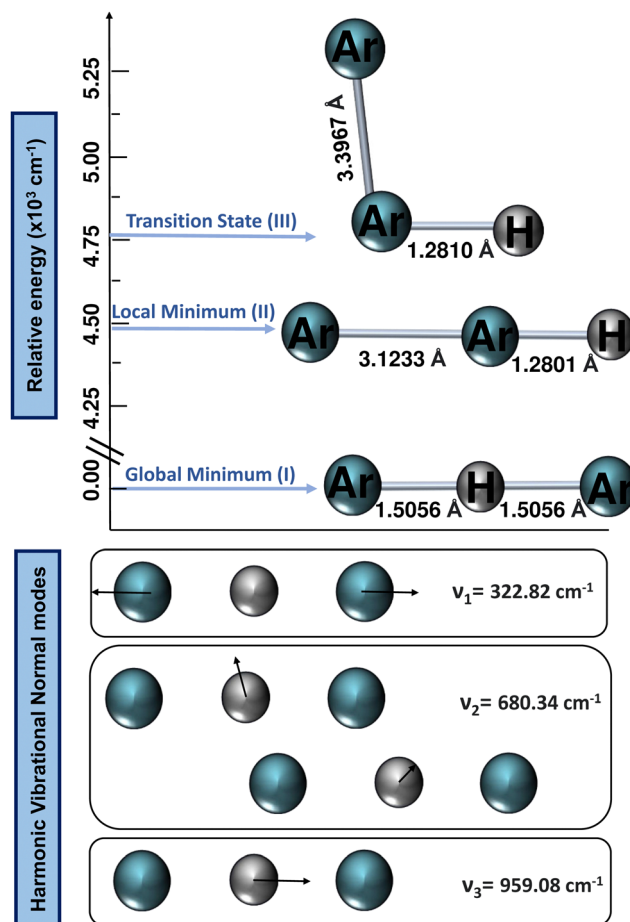 Relative energy (x10³ cm⁻¹)
5.25
5.00
4.75
4.50
4.25
0.00
Ar
3.3967 Å
Transition State (III)
Ar
H
1.2810 Å
Local Minimum (II)
Ar
Ar
H
3.1233 Å
1.2801 Å
Global Minimum (I)
Ar
H
Ar
1.5056 Å
1.5056 Å
Harmonic Vibrational Normal modes
ν₁= 322.82 cm⁻¹
ν₂= 680.34 cm⁻¹
ν₃= 959.08 cm⁻¹